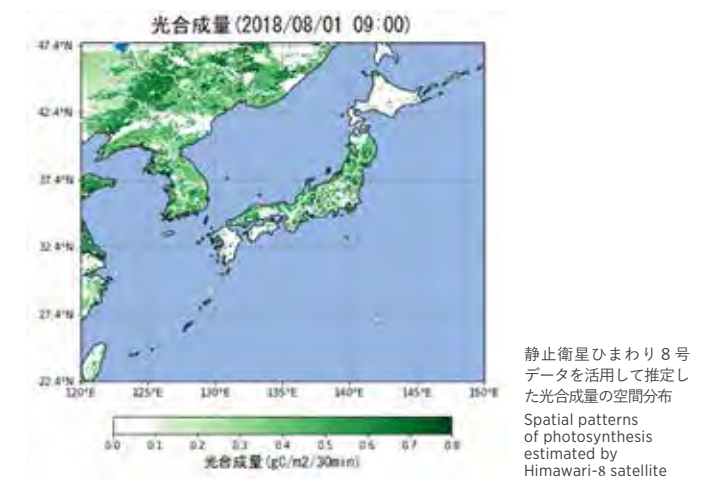 光合成量(2018/08/01 09:00)
47.4°N
42.4°N
37.4°N
32.4°N
27.4°N
22.4°N
120°E 125°E 130°E 135°E 140°E 145°E 150°E
0.0 0.1 0.2 0.3 0.4 0.5 0.6 0.7 0.8
光合成量(gC/m2/30min)
静止衛星ひまわり8号
データを活用して推定し
た光合成量の空間分布
Spatial patterns
of photosynthesis
estimated by
Himawari-8 satellite